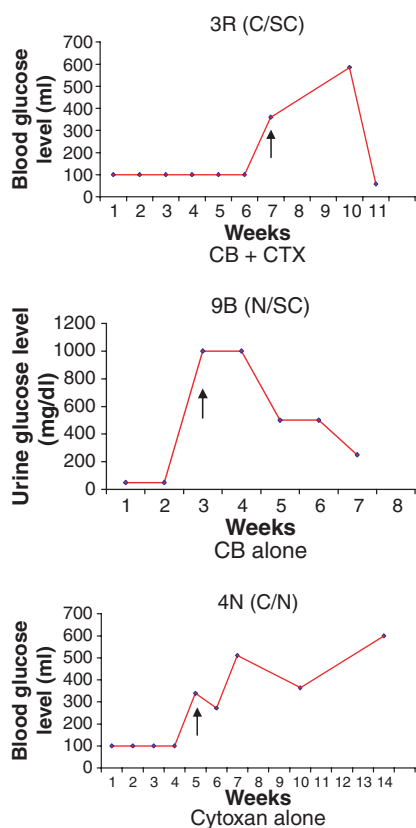 3R (C/SC)
Blood glucose
level (ml)
700
600
500
400
300
200
100
0
1 2 3 4 5 6 7 8 9 10 11
Weeks
CB + CTX
9B (N/SC)
Urine glucose level
(mg/dl)
1200
1000
800
600
400
200
0
1 2 3 4 5 6 7 8
Weeks
CB alone
4N (C/N)
Blood glucose
level (ml)
700
600
500
400
300
200
100
0
1 2 3 4 5 6 7 8 9 10 11 12 13 14
Weeks
Cytoxan alone